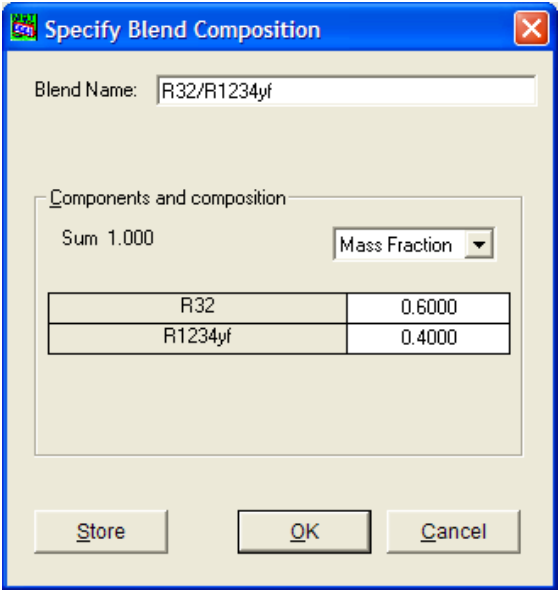 Specify Blend Composition
Blend Name: R32/R1234yf
Components and composition
Sum 1.000 Mass Fraction
R32 0.6000
R1234yf 0.4000
Store OK Cancel